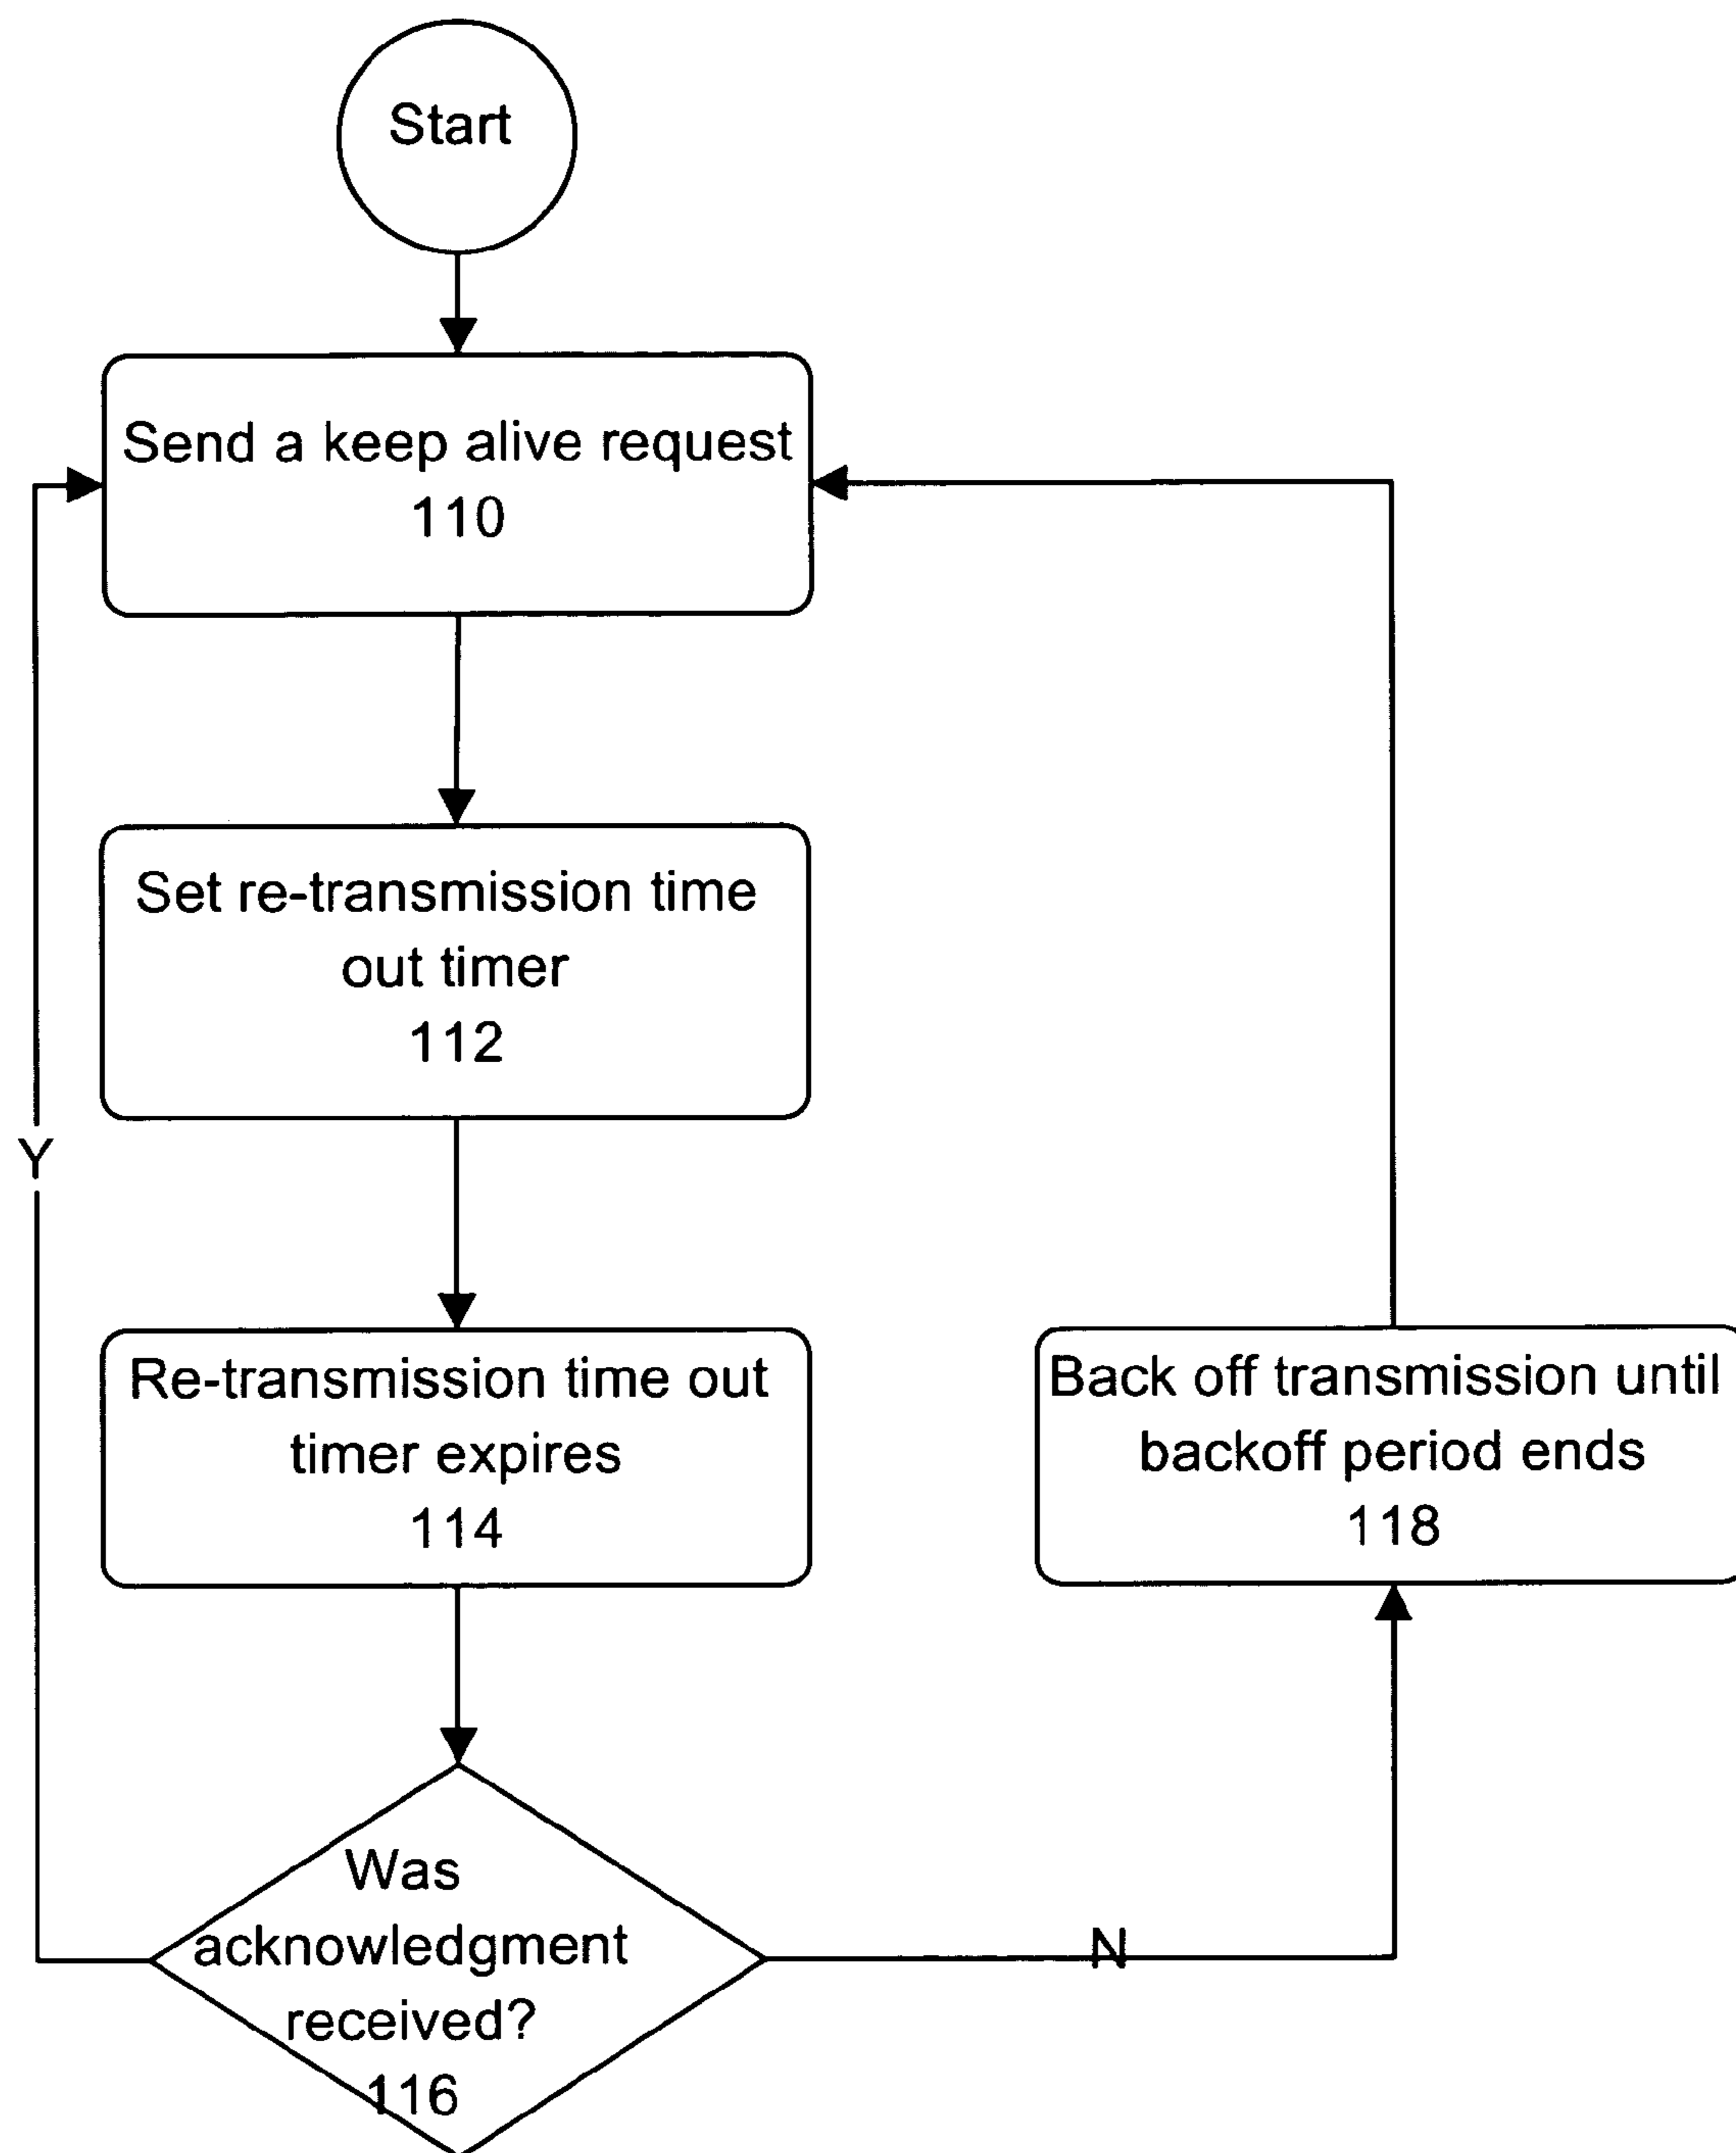 Start
Send a keep alive request
110
Set re-transmission time
out timer
112
Y
Re-transmission time out
timer expires
114
Back off transmission until
backoff period ends
118
Was
acknowledgment
received?
116
N